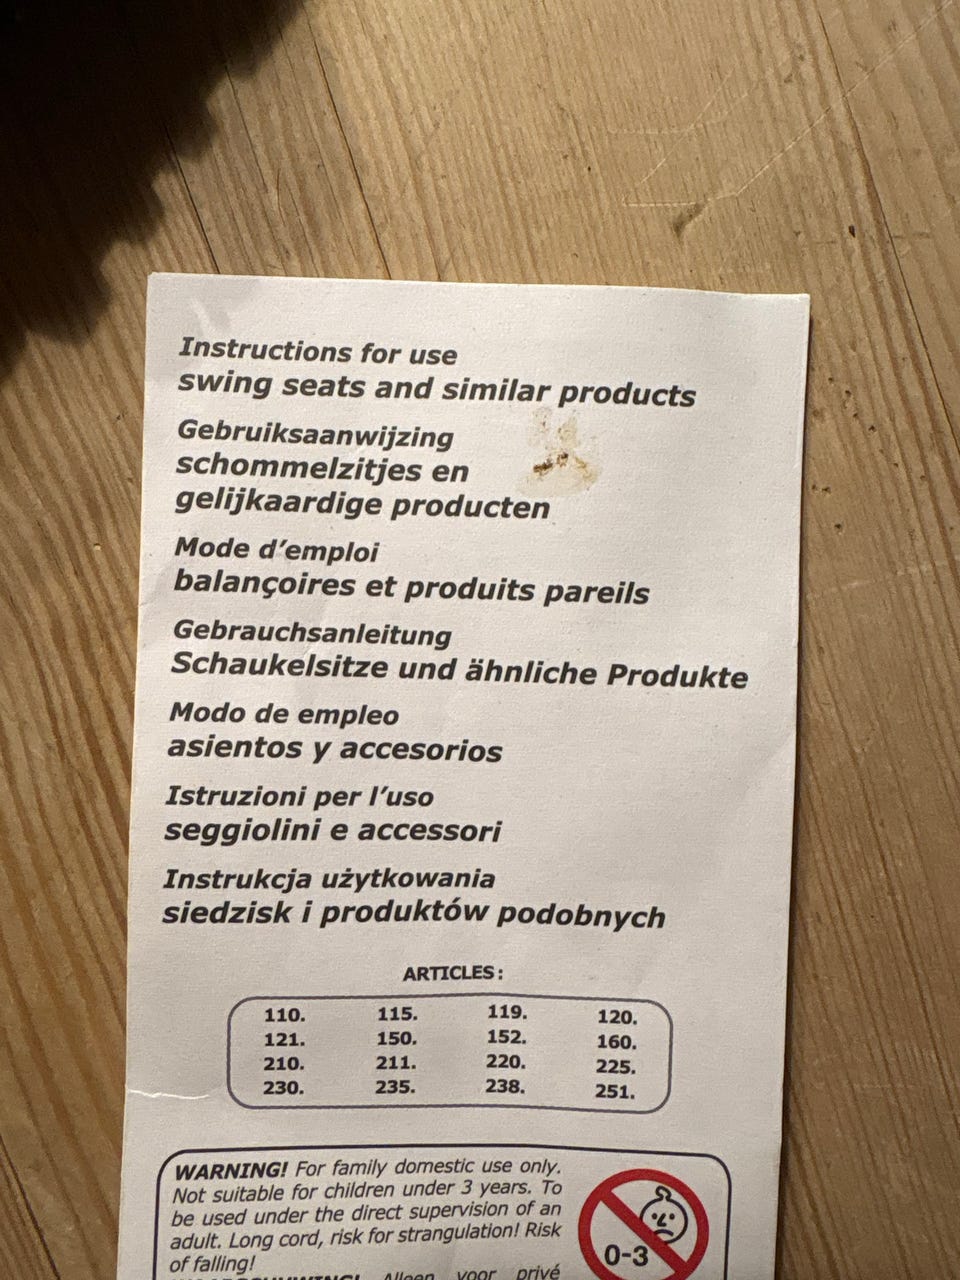 Instructions for use
swing seats and similar products
Gebruiksaanwijzing
schommelzitjes en
gelijkaardige producten
Mode d’emploi
balançoires et produits pareils
Gebrauchsanleitung
Schaukelsitze und ähnliche Produkte
Modo de empleo
asientos y accesorios
Istruzioni per l’uso
seggiolini e accessori
Instrukcja użytkowania
siedzisk i produktów podobnych
ARTICLES:
110. 115. 119. 120.
121. 150. 152. 160.
210. 211. 220. 225.
230. 235. 238. 251.
WARNING! For family domestic use only.
Not suitable for children under 3 years. To
be used under the direct supervision of an
adult. Long cord, risk for strangulation! Risk
of falling!
0-3
Alleen voor privé